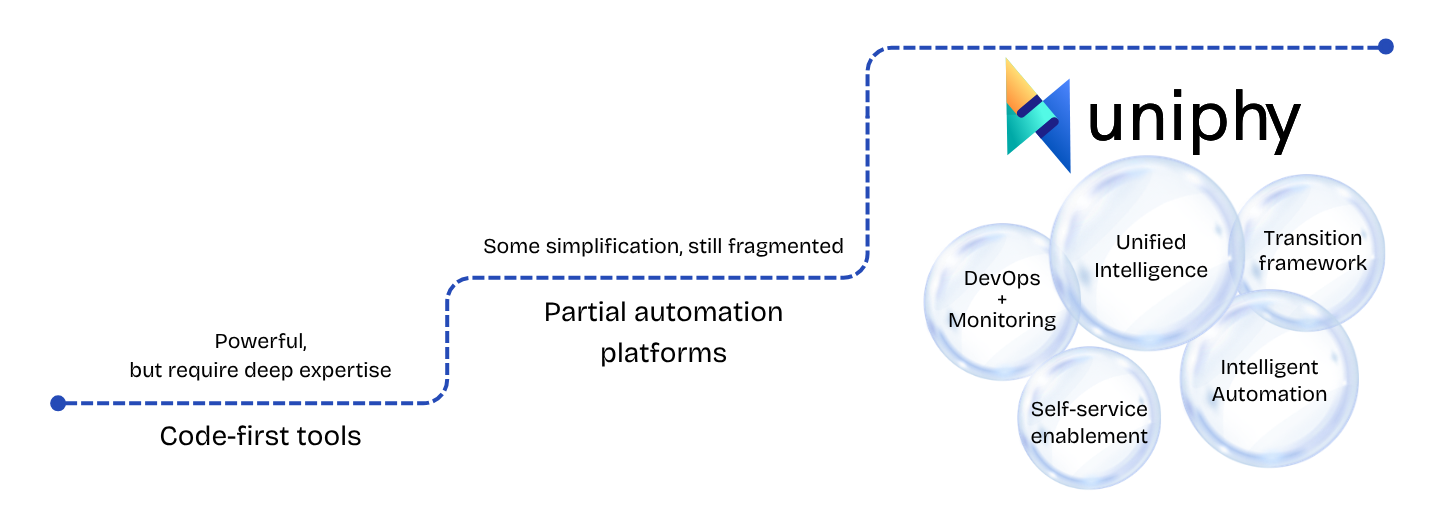 Powerful,
but require deep expertise
Code-first tools
Some simplification, still fragmented
Partial automation
platforms
uniphy
DevOps
+
Monitoring
Unified
Intelligence
Transition
framework
Self-service
enablement
Intelligent
Automation